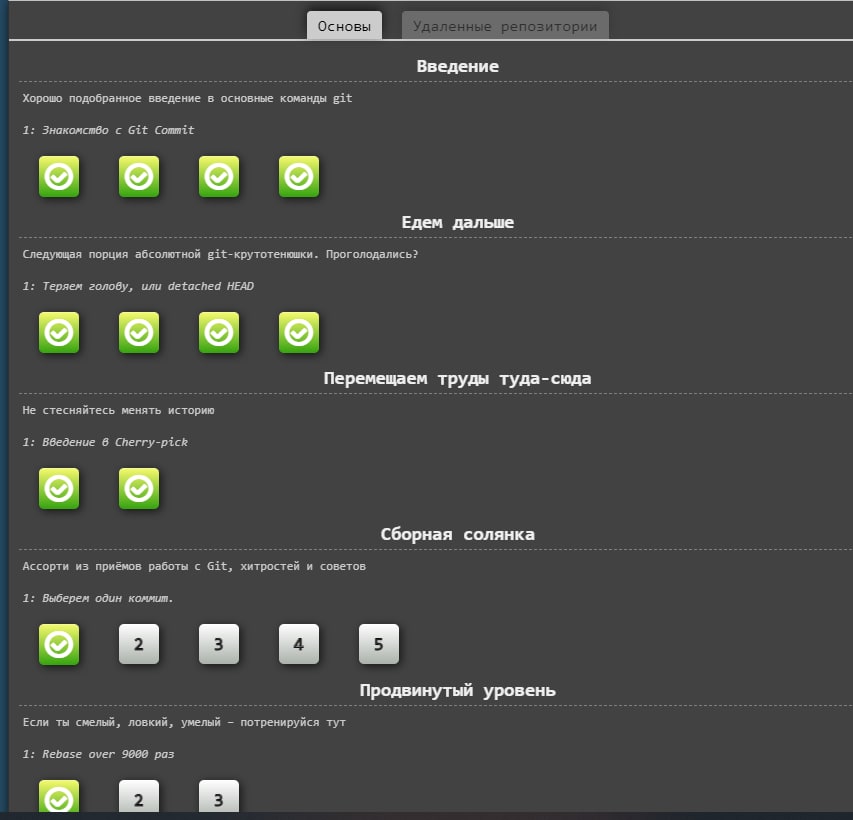 Основы
Удаленные репозитории
Введение
Хорошо подобранное введение в основные команды git
1: Знакомство с Git Commit
Едем дальше
Следующая порция абсолютной git-крутотенюшки. Проголодались?
1: Теряем голову, или detached HEAD
Перемещаем труды туда-сюда
Не стесняйтесь менять историю
1: Введение в Cherry-pick
Сборная солянка
Ассорти из приёмов работы с Git, хитростей и советов
1: Выберем один коммит.
2 3 4 5
Продвинутый уровень
Если ты смелый, ловкий, умелый – потренируйся тут
1: Rebase over 9000 раз
2 3